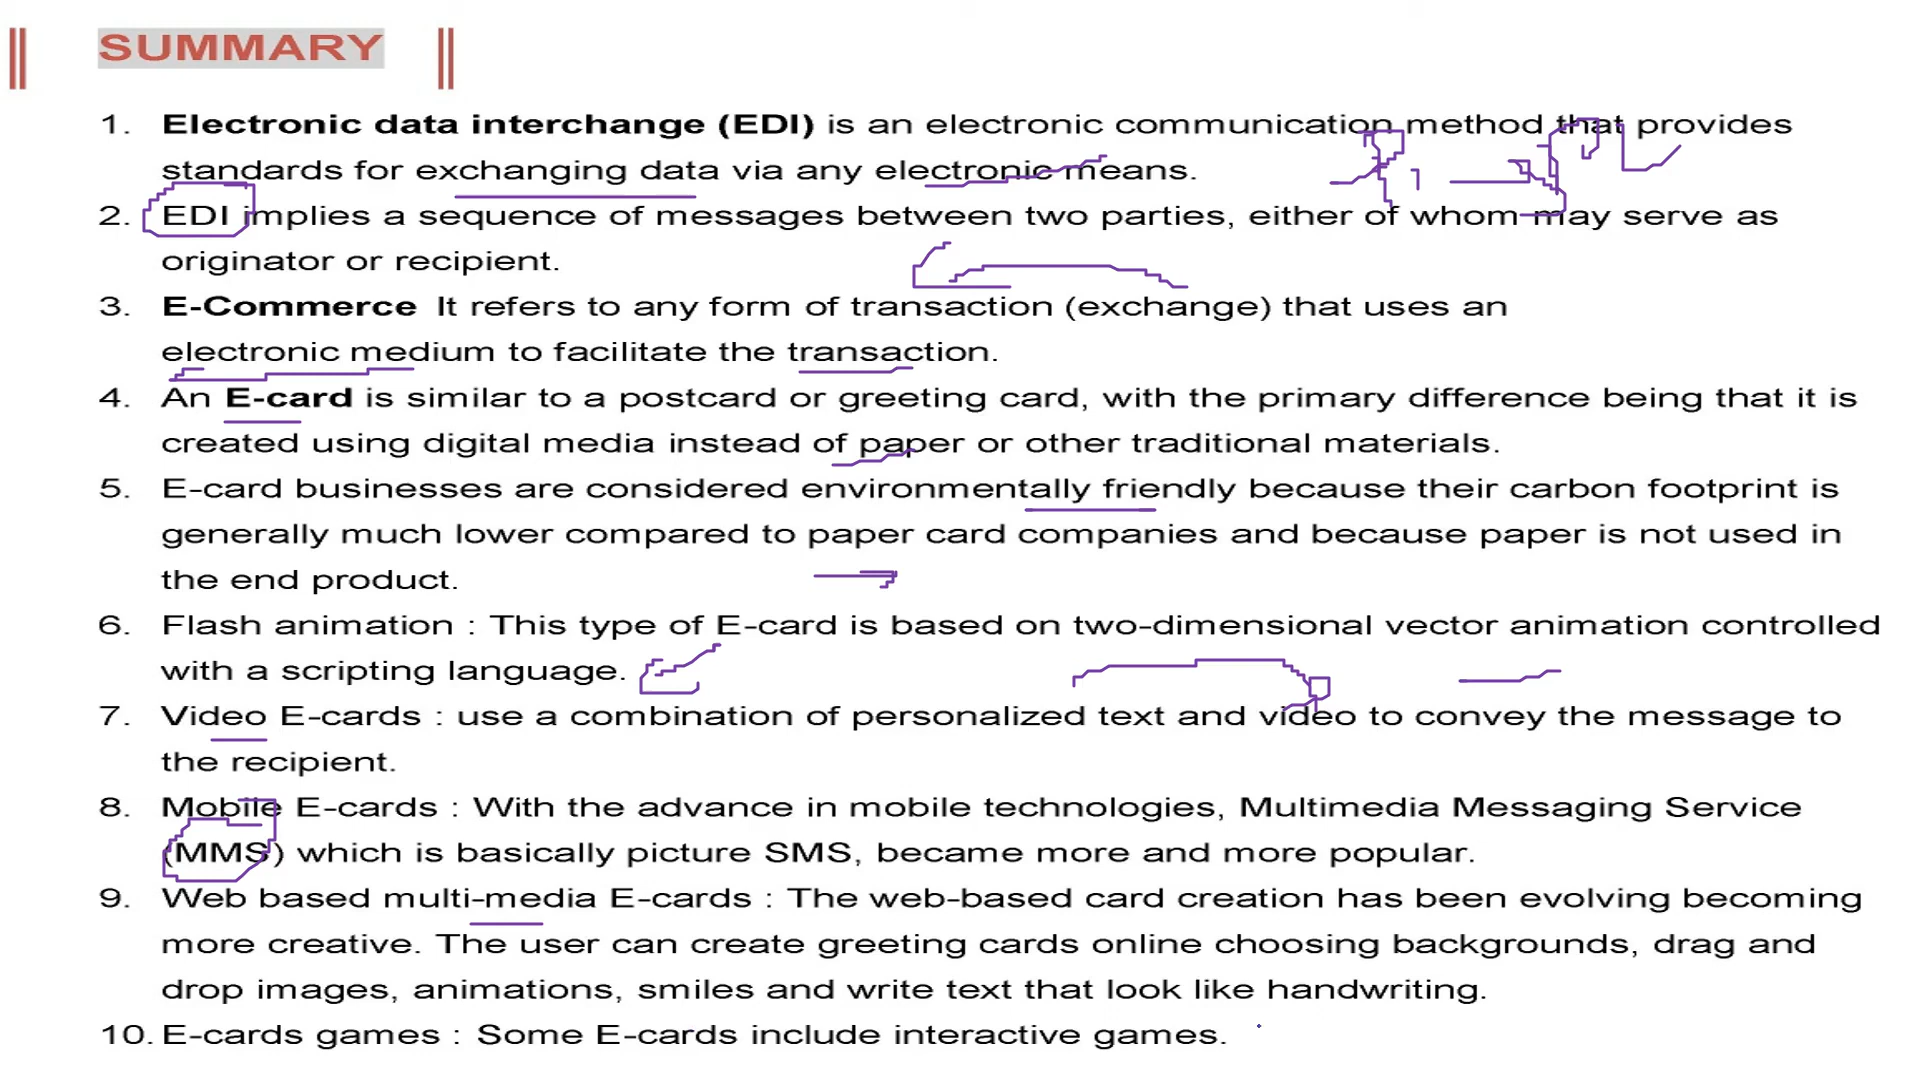 SUMMARY
1. Electronic data interchange (EDI) is an electronic communication method that provides
standards for exchanging data via any electronic means.
2. EDI implies a sequence of messages between two parties, either of whom may serve as
originator or recipient.
3. E-Commerce It refers to any form of transaction (exchange) that uses an
electronic medium to facilitate the transaction.
4. An E-card is similar to a postcard or greeting card, with the primary difference being that it is
created using digital media instead of paper or other traditional materials.
5. E-card businesses are considered environmentally friendly because their carbon footprint is
generally much lower compared to paper card companies and because paper is not used in
the end product.
6. Flash animation : This type of E-card is based on two-dimensional vector animation controlled
with a scripting language.
7. Video E-cards : use a combination of personalized text and video to convey the message to
the recipient.
8. Mobile E-cards : With the advance in mobile technologies, Multimedia Messaging Service
(MMS) which is basically picture SMS, became more and more popular.
9. Web based multi-media E-cards : The web-based card creation has been evolving becoming
more creative. The user can create greeting cards online choosing backgrounds, drag and
drop images, animations, smiles and write text that look like handwriting.
10. E-cards games : Some E-cards include interactive games.